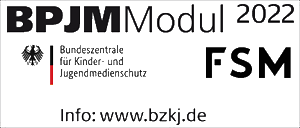 BPJMModul 2022
Bundeszentrale
für Kinder- und
Jugendmedienschutz
FSM
Info: www.bzkj.de